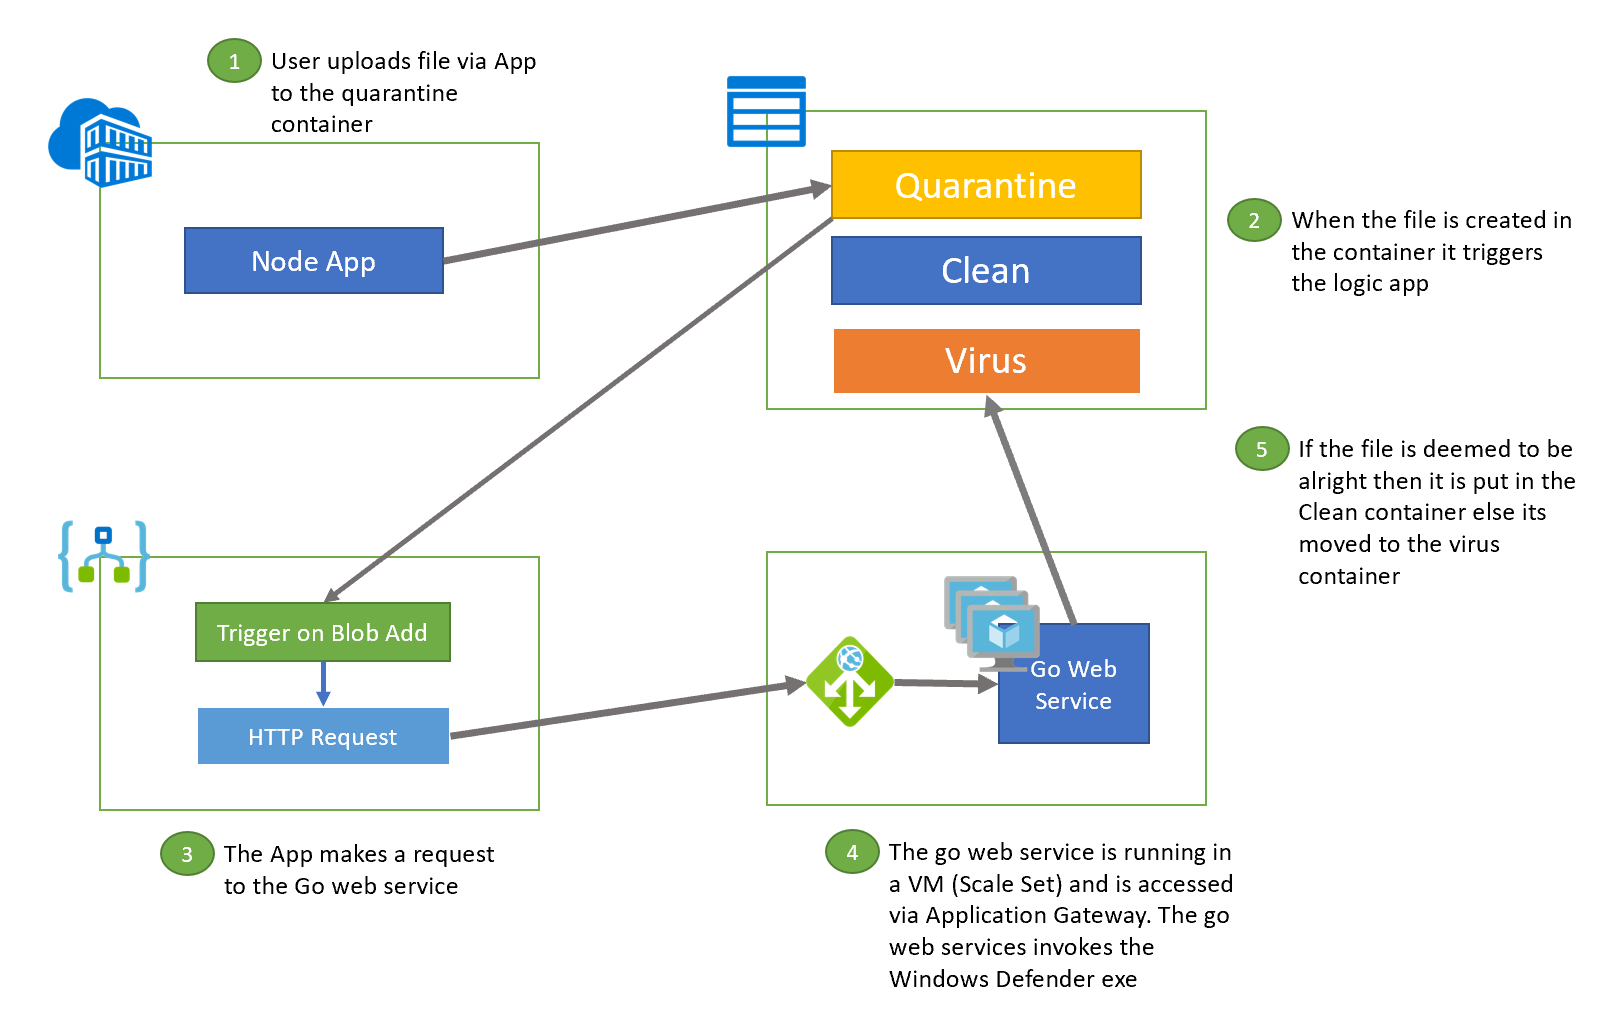 1
User uploads file via App
to the quarantine
container
Node App
Quarantine
Clean
Virus
2
When the file is created in
the container it triggers
the logic app
5
If the file is deemed to be
alright then it is put in the
Clean container else its
moved to the virus
container
Trigger on Blob Add
HTTP Request
Go Web
Service
3
The App makes a request
to the Go web service
4
The go web service is running in
a VM (Scale Set) and is accessed
via Application Gateway. The go
web services invokes the
Windows Defender exe